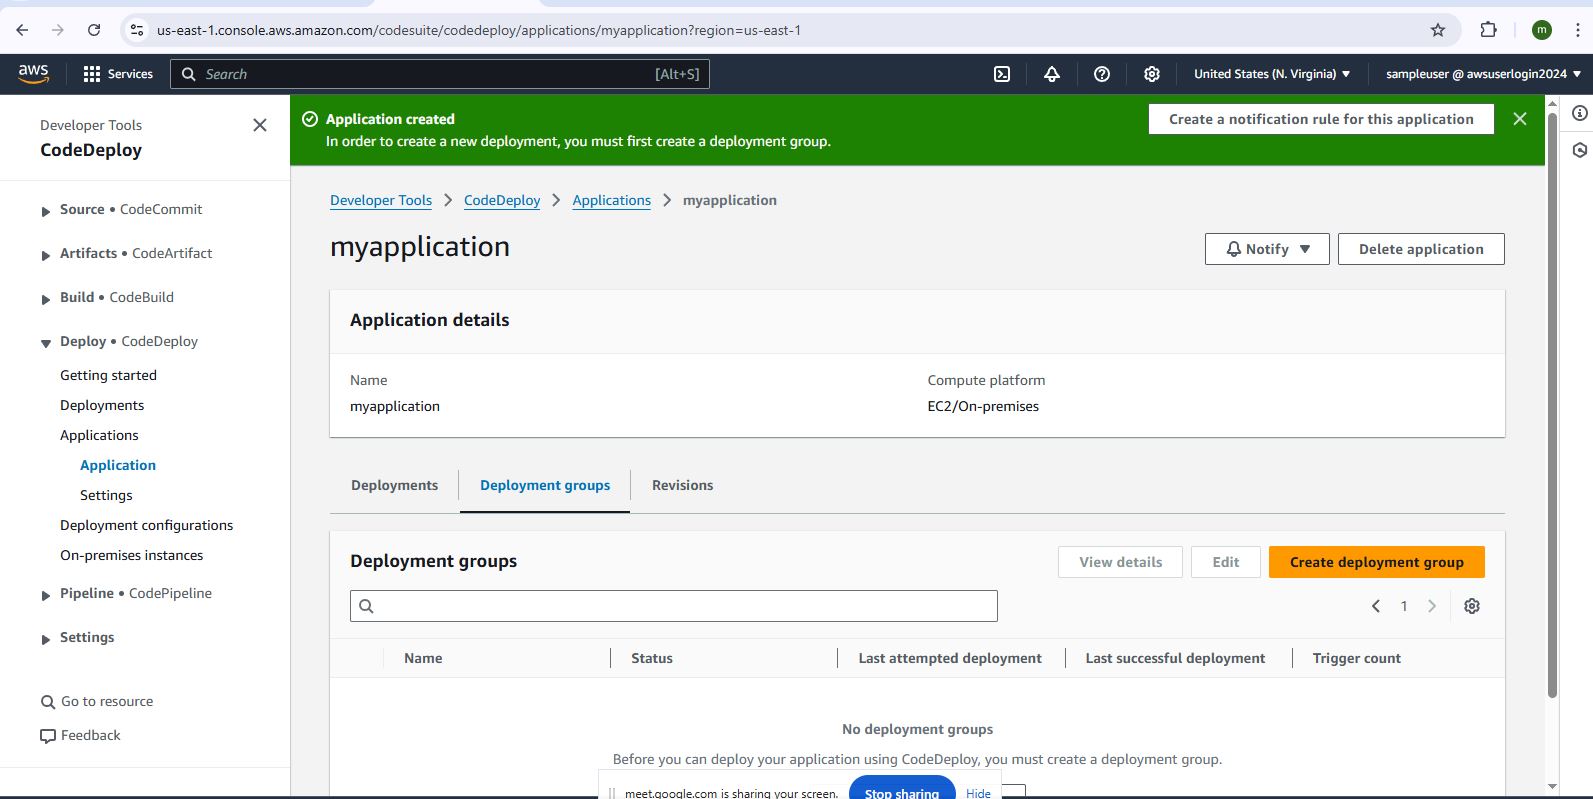 us-east-1.console.aws.amazon.com/codesuite/codedeploy/applications/myapplication?region=us-east-1
m
aws
Services
Search
[Alt+S]
United States (N. Virginia) ▼
sampleuser @ awsuserlogin2024 ▼
Developer Tools
CodeDeploy
Source • CodeCommit
Artifacts • CodeArtifact
Build • CodeBuild
Deploy • CodeDeploy
Getting started
Deployments
Applications
Application
Settings
Deployment configurations
On-premises instances
Pipeline • CodePipeline
Settings
Go to resource
Feedback
Application created
In order to create a new deployment, you must first create a deployment group.
Create a notification rule for this application
Developer Tools > CodeDeploy > Applications > myapplication
myapplication
Notify ▼
Delete application
Application details
Name
myapplication
Compute platform
EC2/On-premises
Deployments
Deployment groups
Revisions
Deployment groups
View details
Edit
Create deployment group
1
Name
Status
Last attempted deployment
Last successful deployment
Trigger count
No deployment groups
Before you can deploy your application using CodeDeploy, you must create a deployment group.
meet.google.com is sharing your screen.
Stop sharing
Hide